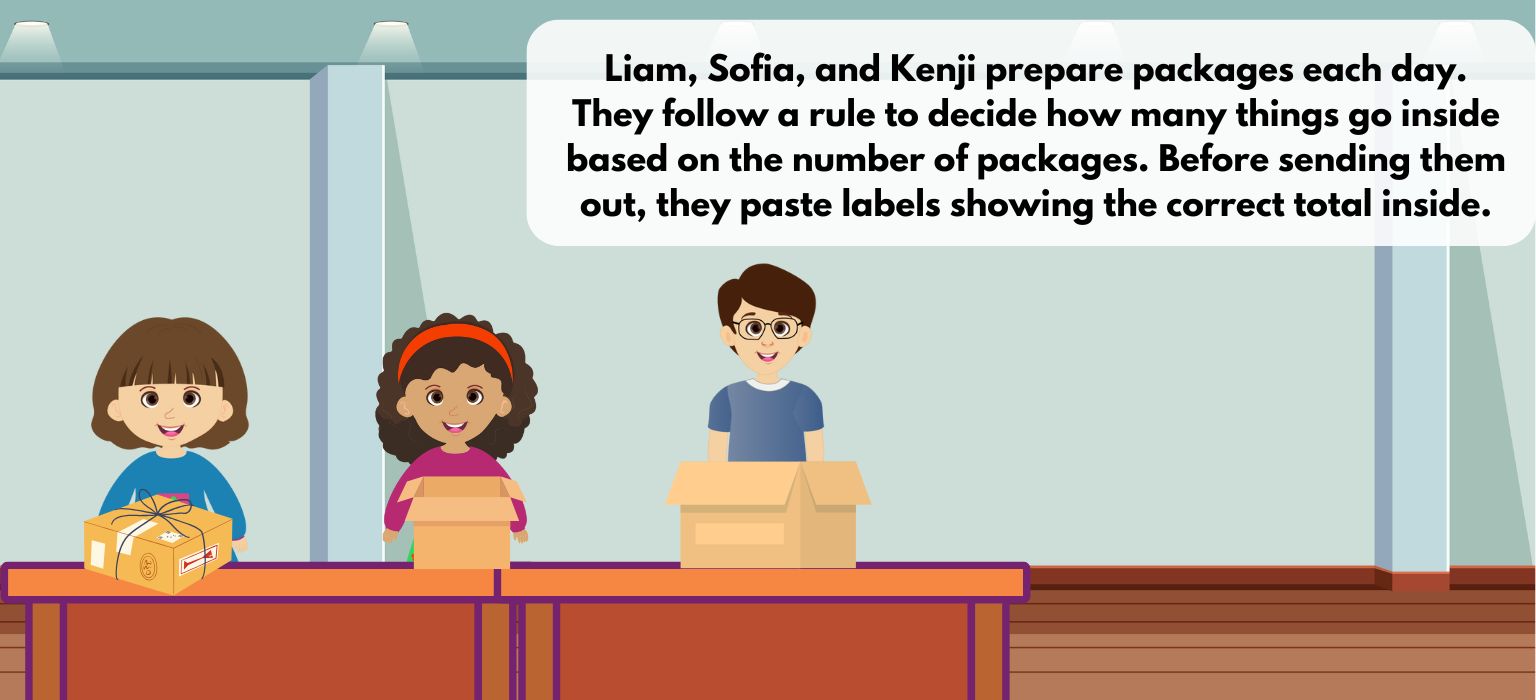 Liam, Sofia, and Kenji prepare packages each day.
They follow a rule to decide how many things go inside
based on the number of packages. Before sending them
out, they paste labels showing the correct total inside.